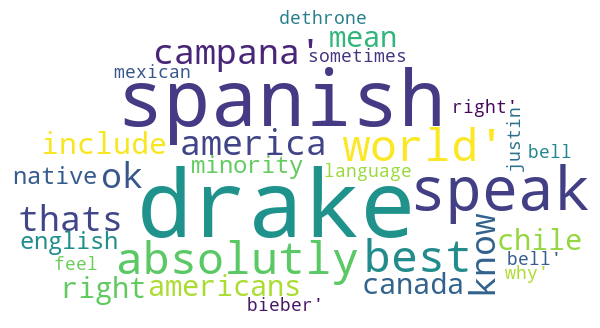 dethrone
campana' mean
sometimes
mexican
spanish right'
include america world' justin
bell
minority language
native ok drake speak
thats
english absolutly best know chile
feel bell'
why'
right americans canada
bieber'